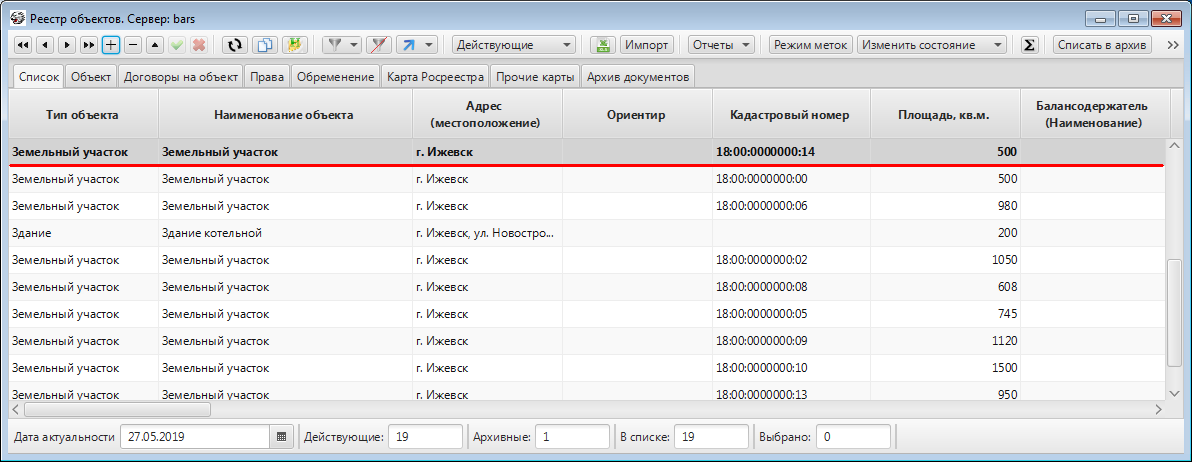 Реестр объектов. Сервер: bars
Действующие Импорт Отчеты Режим меток Изменить состояние Σ Списать в архив
Список Объект Договоры на объект Права Обременение Карта Росреестра Прочие карты Архив документов
Тип объекта Наименование объекта Адрес (местоположение) Ориентир Кадастровый номер Площадь, кв.м. Балансодержатель (Наименование)
Земельный участок Земельный участок г. Ижевск 18:00:0000000:14 500
Земельный участок Земельный участок г. Ижевск 18:00:0000000:00 500
Земельный участок Земельный участок г. Ижевск 18:00:0000000:06 980
Здание Здание котельной г. Ижевск, ул. Новостро... 200
Земельный участок Земельный участок г. Ижевск 18:00:0000000:02 1050
Земельный участок Земельный участок г. Ижевск 18:00:0000000:08 608
Земельный участок Земельный участок г. Ижевск 18:00:0000000:05 745
Земельный участок Земельный участок г. Ижевск 18:00:0000000:09 1120
Земельный участок Земельный участок г. Ижевск 18:00:0000000:10 1500
Земельный участок Земельный участок г. Ижевск 18:00:0000000:13 950
Дата актуальности 27.05.2019 Действующие: 19 Архивные: 1 В списке: 19 Выбрано: 0